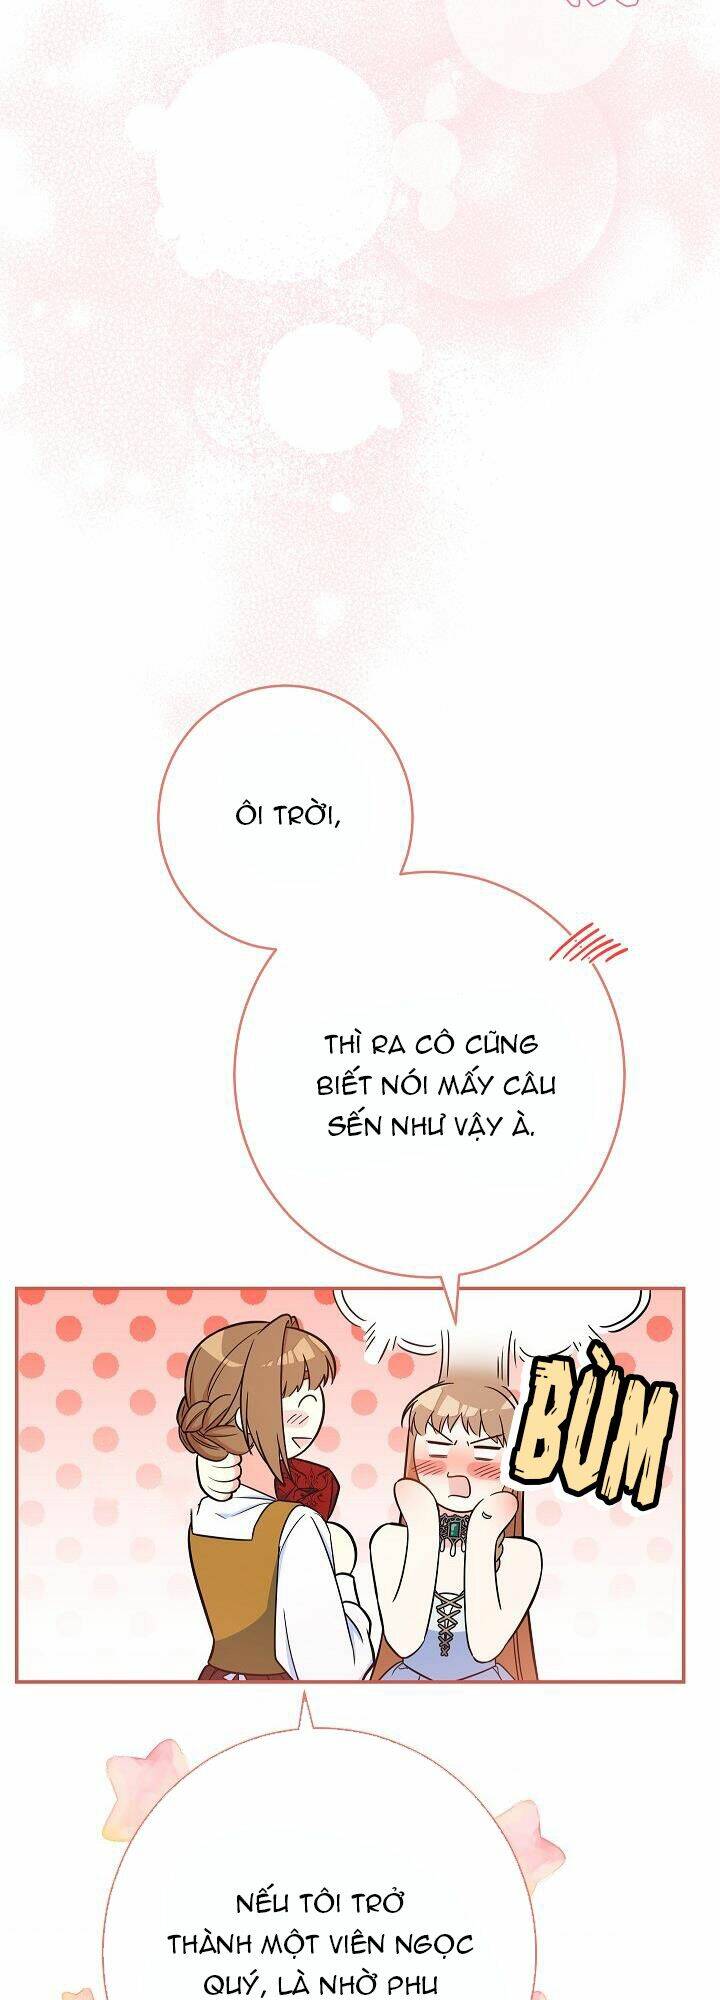 ÔI TRỜI,
THÌ RA CÔ CŨNG
BIẾT NÓI MẤY CÂU
SẾN NHƯ VẬY À.
BÙM
NẾU TÔI TRỞ
THÀNH MỘT VIÊN NGỌC
QUÝ, LÀ NHỜ PHU